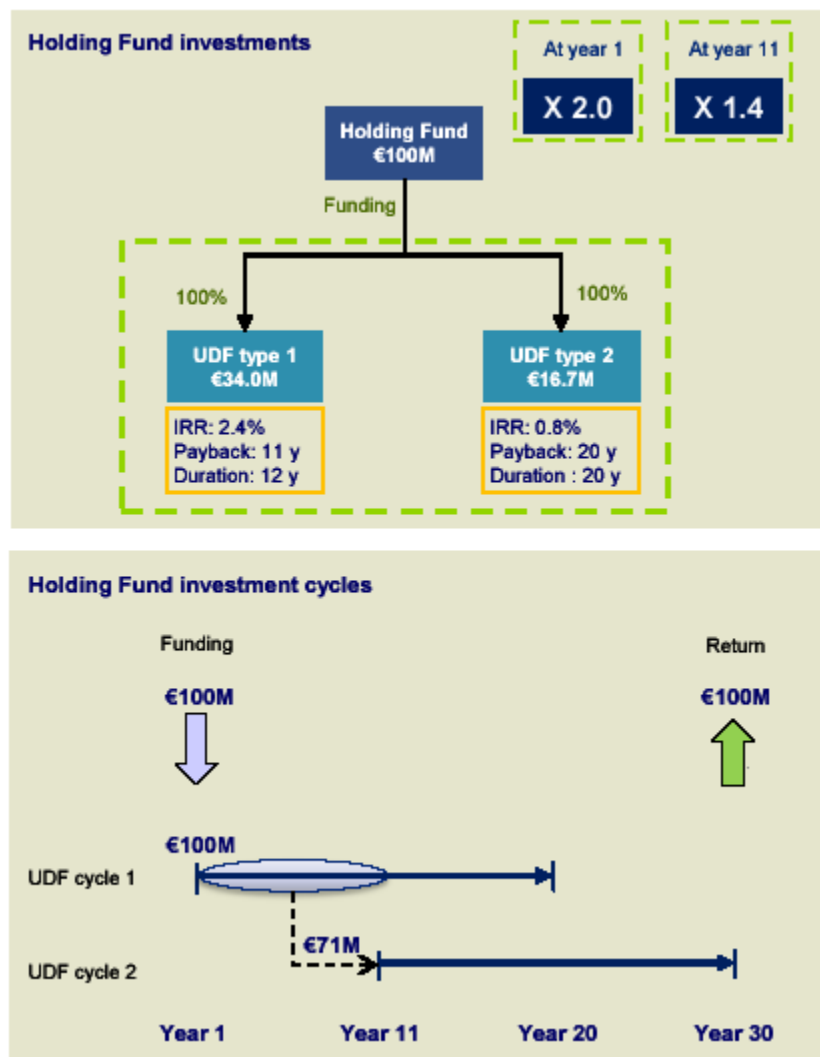 Holding Fund investments
At year 1
At year 11
X 2.0
X 1.4
Holding Fund
€100M
Funding
100%
100%
UDF type 1
€34.0M
UDF type 2
€16.7M
IRR: 2.4%
Payback: 11 y
Duration: 12 y
IRR: 0.8%
Payback: 20 y
Duration : 20 y
Holding Fund investment cycles
Funding
Return
€100M
€100M
€100M
UDF cycle 1
€71M
UDF cycle 2
Year 1
Year 11
Year 20
Year 30